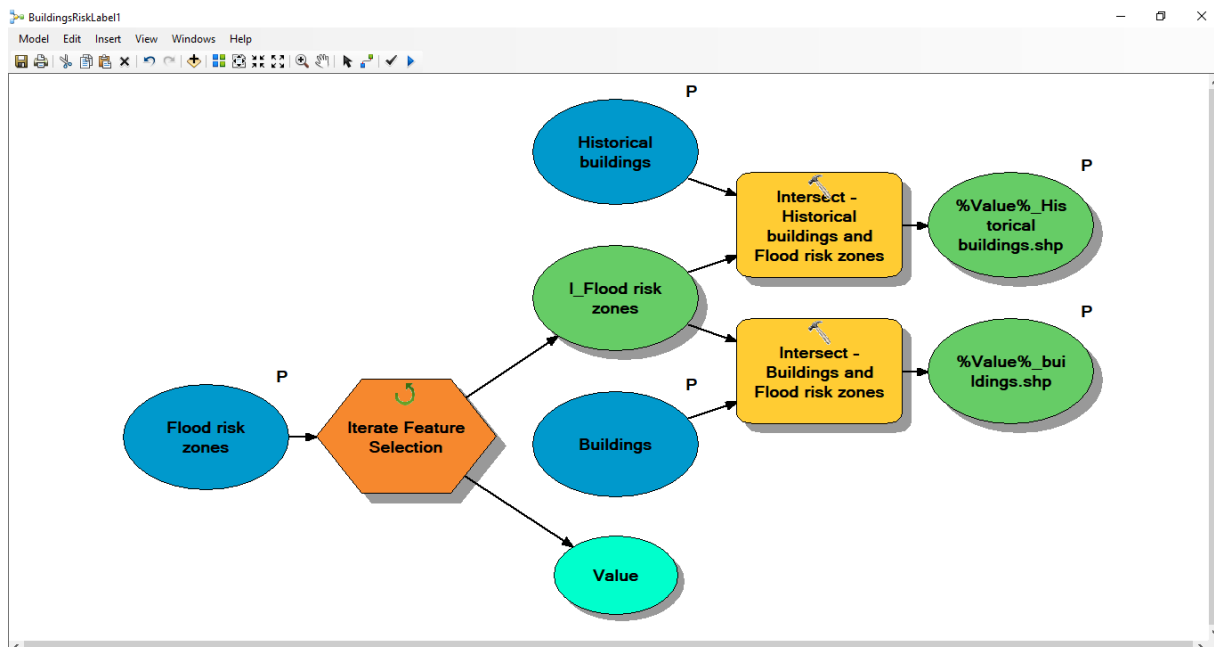 BuildingsRiskLabel1
Model Edit Insert View Windows Help
P
Historical
buildings
P
Intersect -
Historical
buildings and
Flood risk zones
%Value%_His
torical
buildings.shp
I_Flood risk
zones
P
Intersect -
Buildings and
Flood risk zones
%Value%_bui
ldings.shp
P
Flood risk
zones
Iterate Feature
Selection
P
Buildings
Value